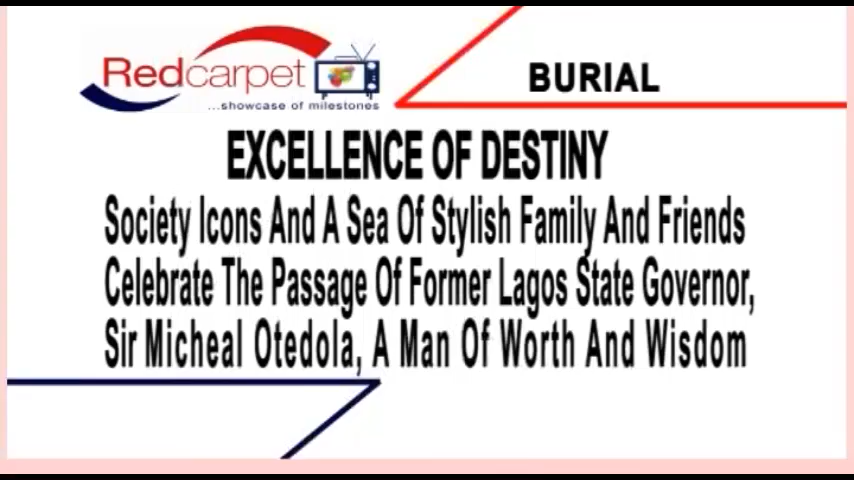 Redcarpet
...showcase of milestones
BURIAL
EXCELLENCE OF DESTINY
Society Icons And A Sea Of Stylish Family And Friends
Celebrate The Passage Of Former Lagos State Governor,
Sir Micheal Otedola, A Man Of Worth And Wisdom